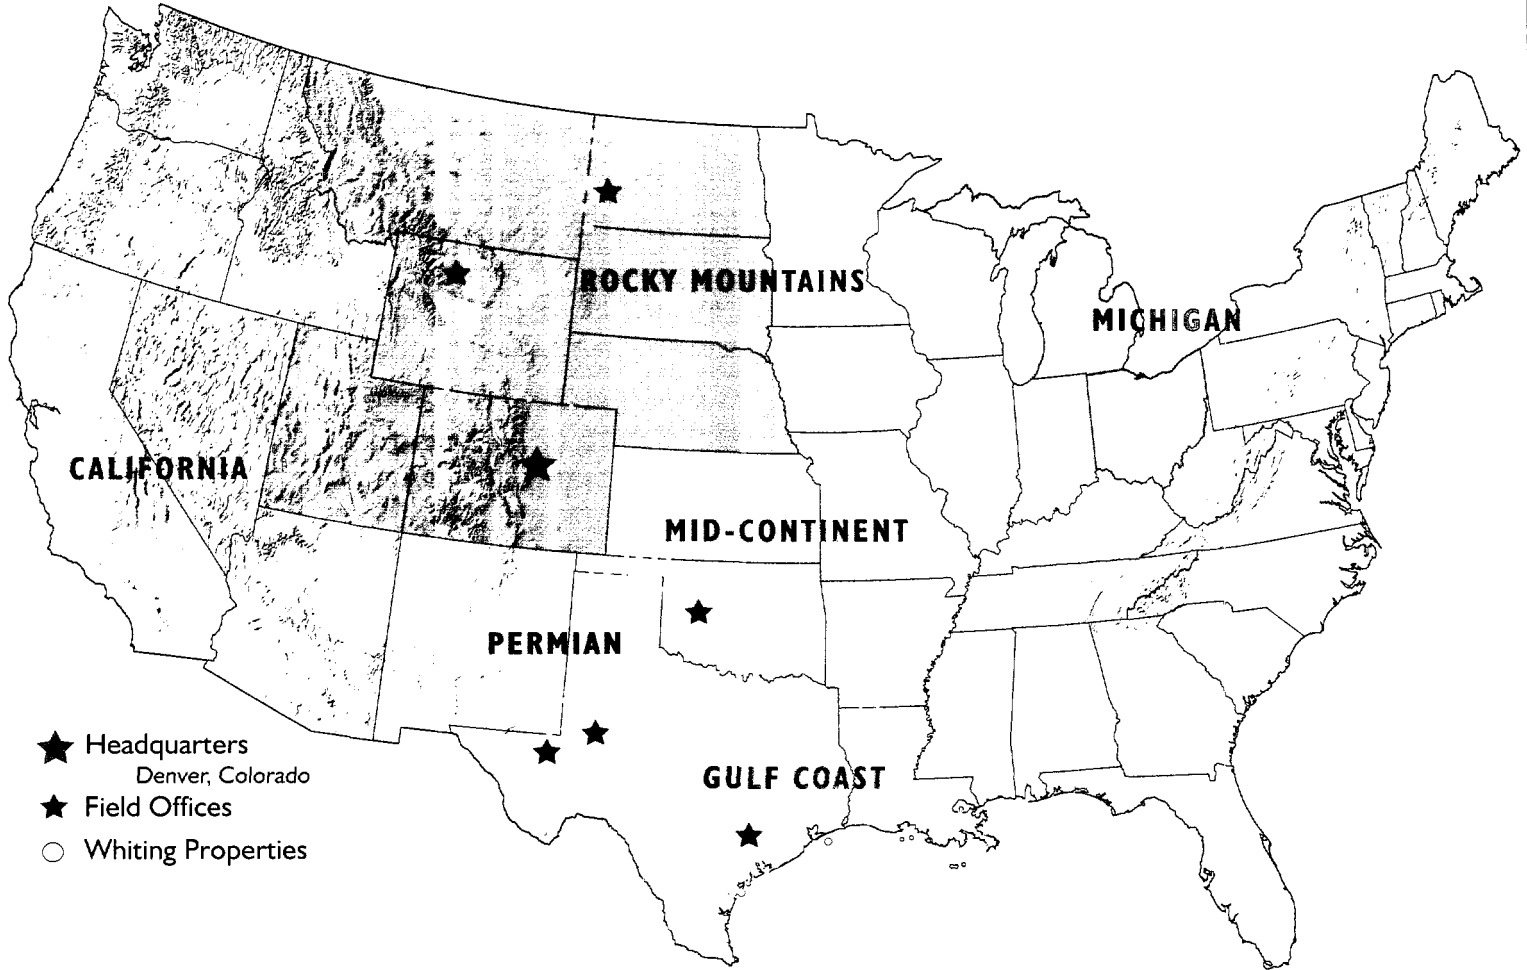 ROCKY MOUNTAINS
MICHIGAN
CALIFORNIA
MID-CONTINENT
PERMIAN
GULF COAST
Headquarters
Denver, Colorado
Field Offices
Whiting Properties